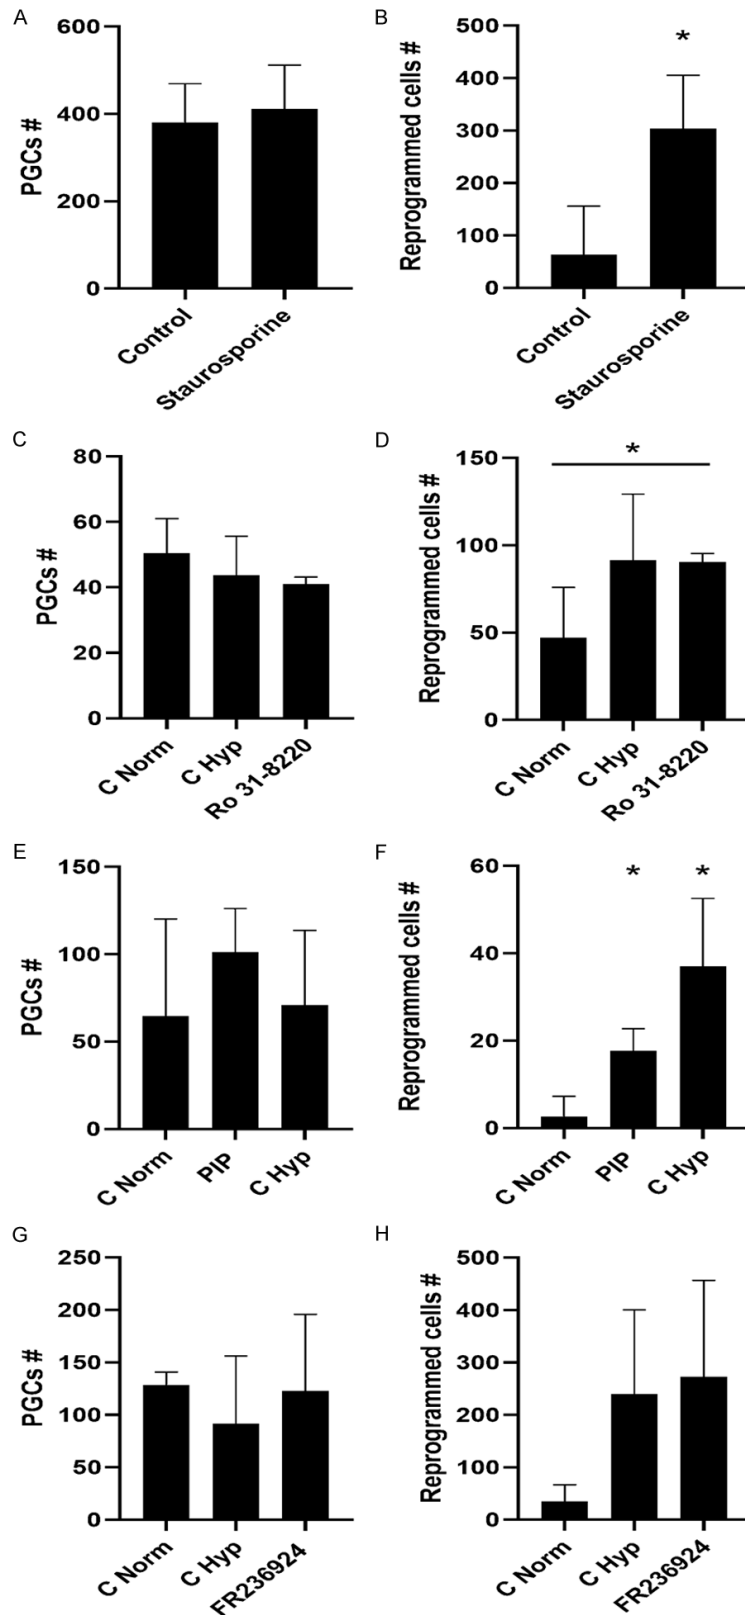 A
PGCs #
600
400
200
0
Control
Staurosporine
B
Reprogrammed cells #
500
400
300
200
100
0
*
Control
Staurosporine
C
PGCs #
80
60
40
20
0
C Norm
C Hyp
Ro 31-8220
D
Reprogrammed cells #
150
100
50
0
*
C Norm
C Hyp
Ro 31-8220
E
PGCs #
150
100
50
0
C Norm
PIP
C Hyp
F
Reprogrammed cells #
60
40
20
0
*
*
C Norm
PIP
C Hyp
G
PGCs #
250
200
150
100
50
0
C Norm
C Hyp
FR236924
H
Reprogrammed cells #
500
400
300
200
100
0
C Norm
C Hyp
FR236924